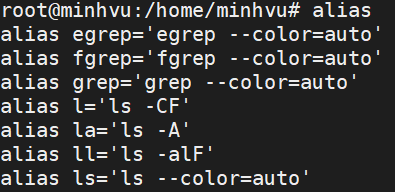 root@minhvu:/home/minhvu# alias
alias egrep='egrep --color=auto'
alias fgrep='fgrep --color=auto'
alias grep='grep --color=auto'
alias l='ls -CF'
alias la='ls -A'
alias ll='ls -alF'
alias ls='ls --color=auto'